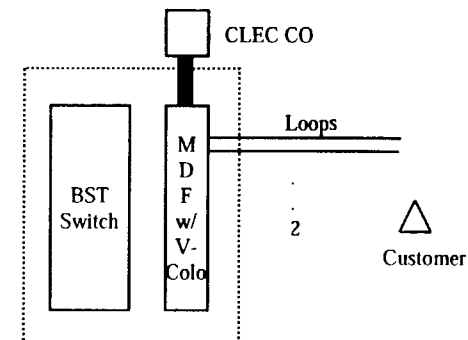 CLEC CO
Loops
M
D
F
w/
V-
Colo
BST
Switch
.
.
2
Customer